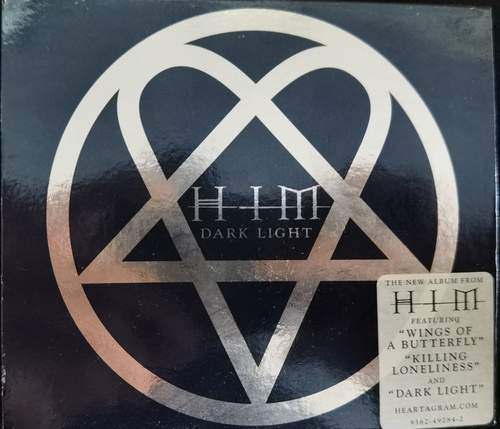 HIM
DARK LIGHT
THE NEW ALBUM FROM
HIM
FEATURING
"WINGS OF
A BUTTERFLY"
"KILLING
LONELINESS"
AND
"DARK LIGHT"
HEARTAGRAM.COM
9362-49284-2